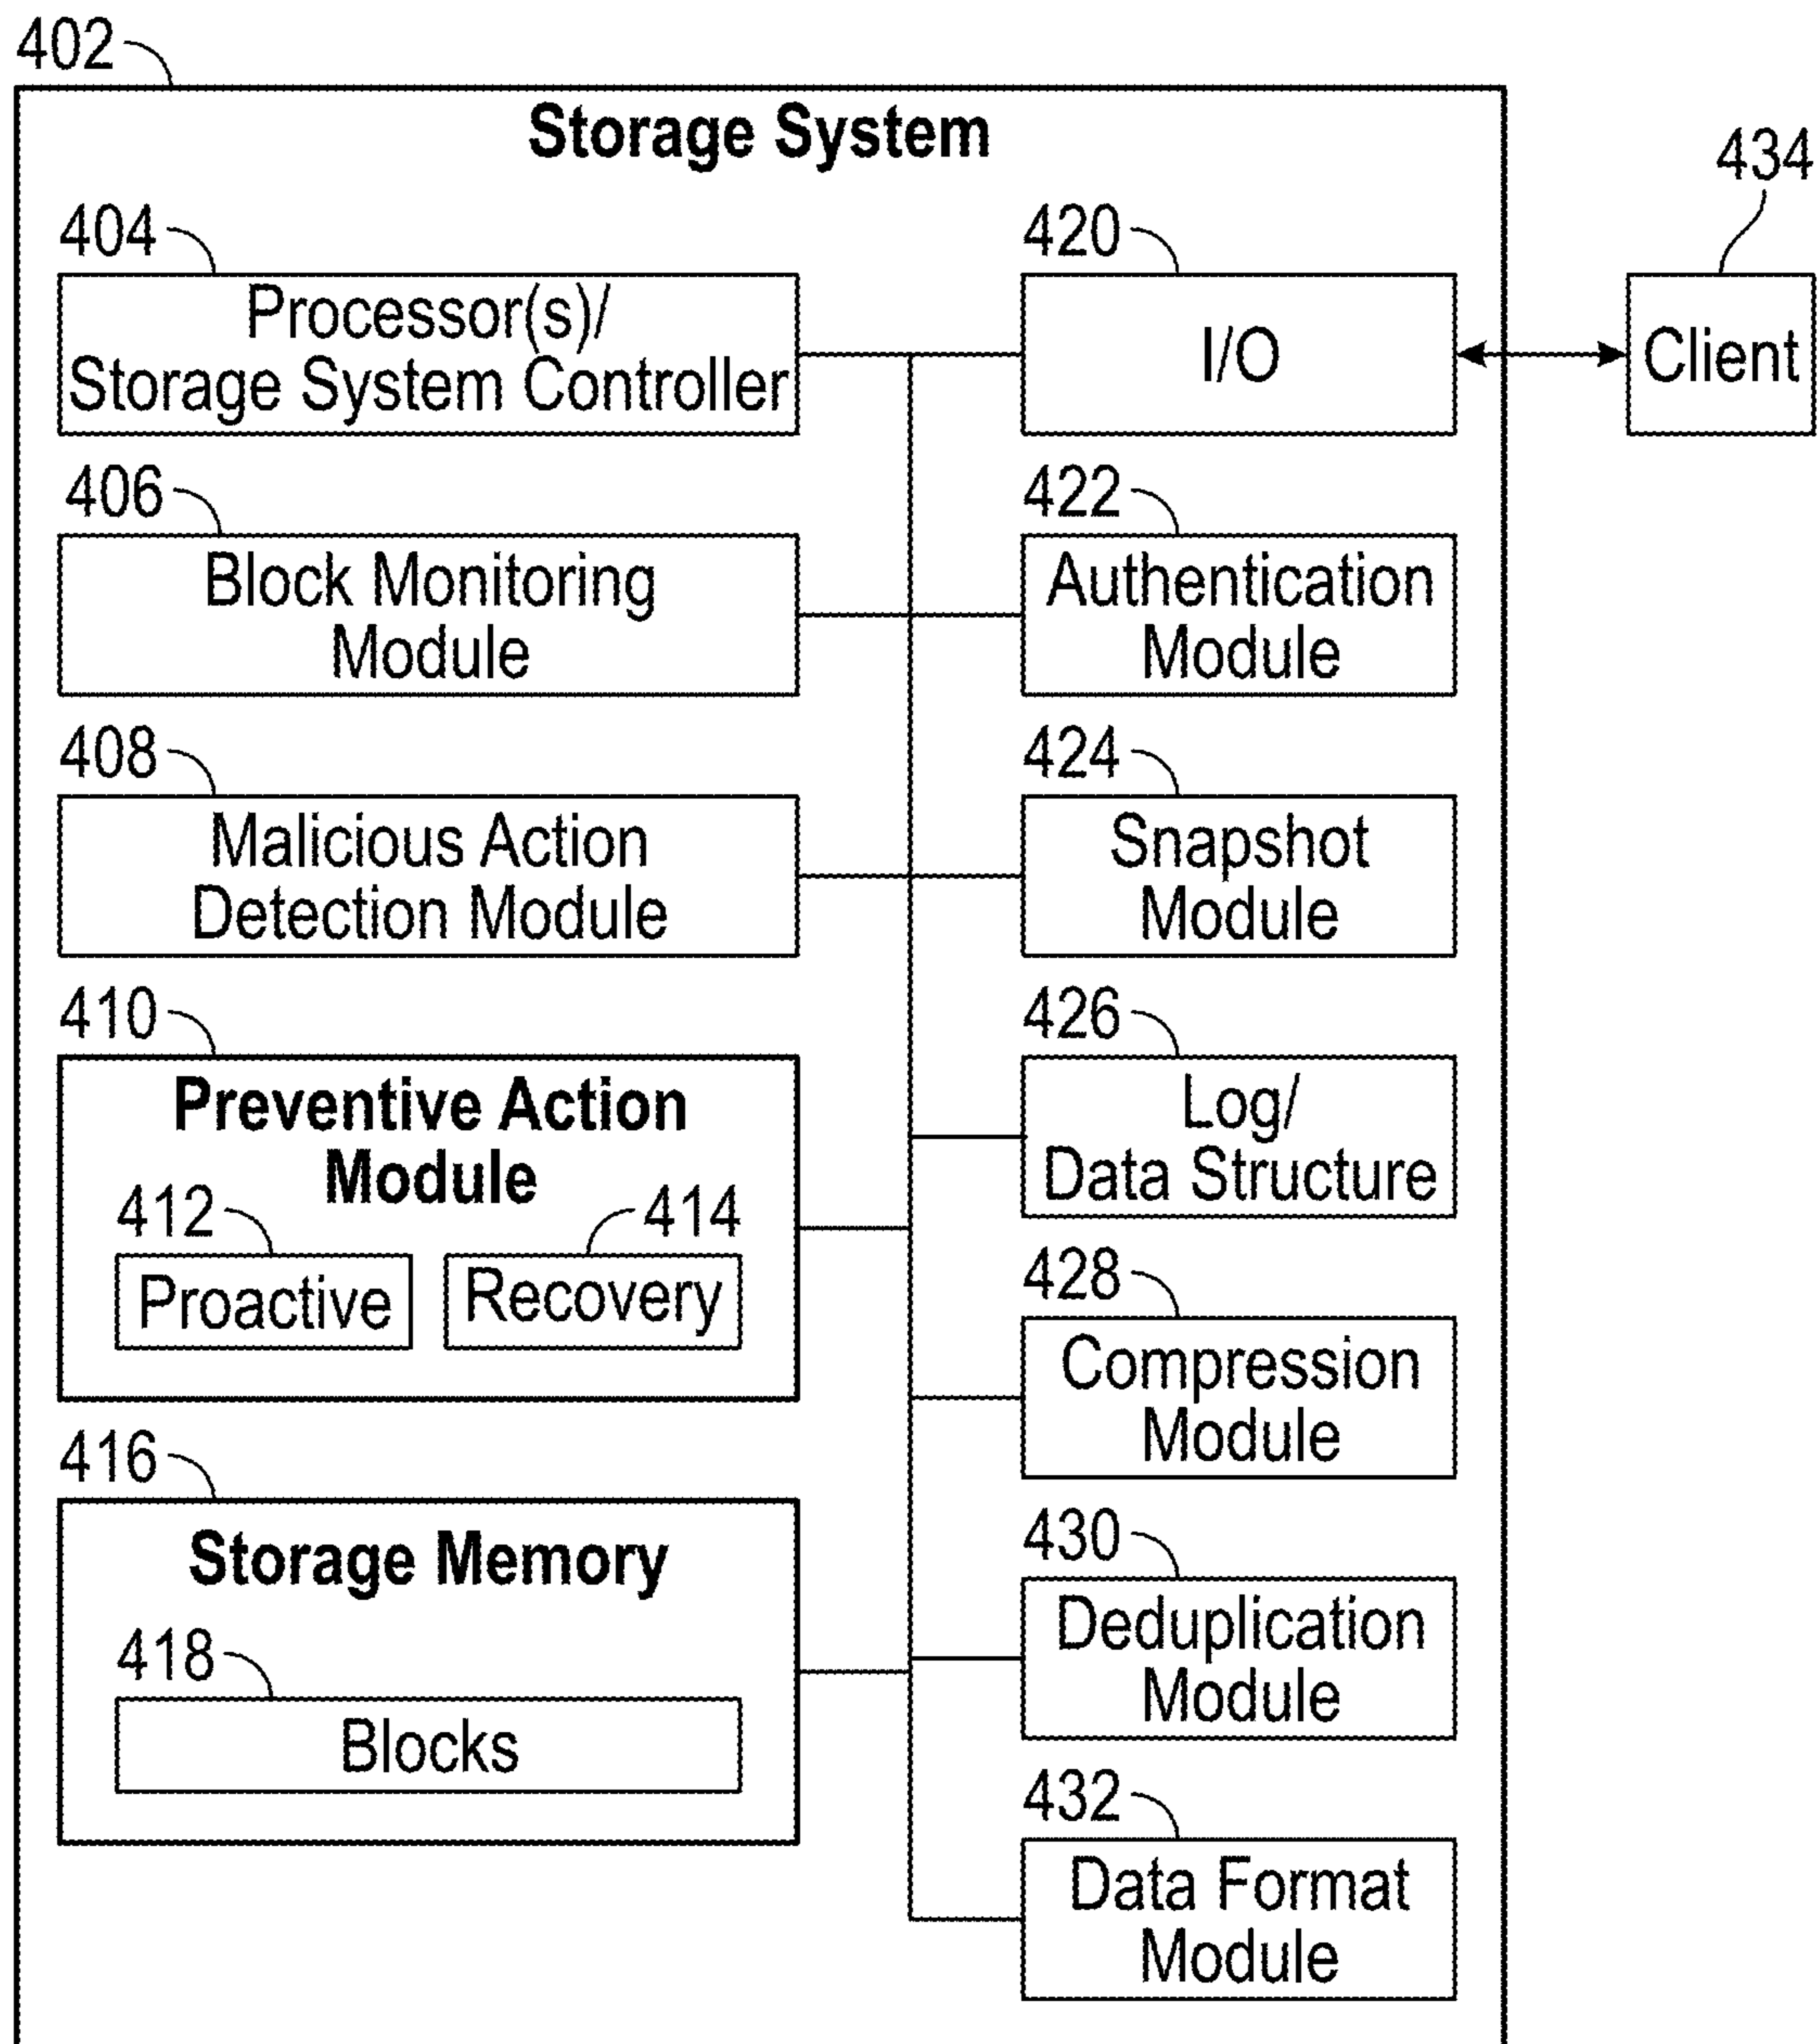 402
Storage System
434
404
Processor(s)/
Storage System Controller
420
I/O
Client
406
Block Monitoring
Module
422
Authentication
Module
408
Malicious Action
Detection Module
424
Snapshot
Module
410
Preventive Action
Module
412
Proactive
414
Recovery
426
Log/
Data Structure
428
Compression
Module
416
Storage Memory
418
Blocks
430
Deduplication
Module
432
Data Format
Module